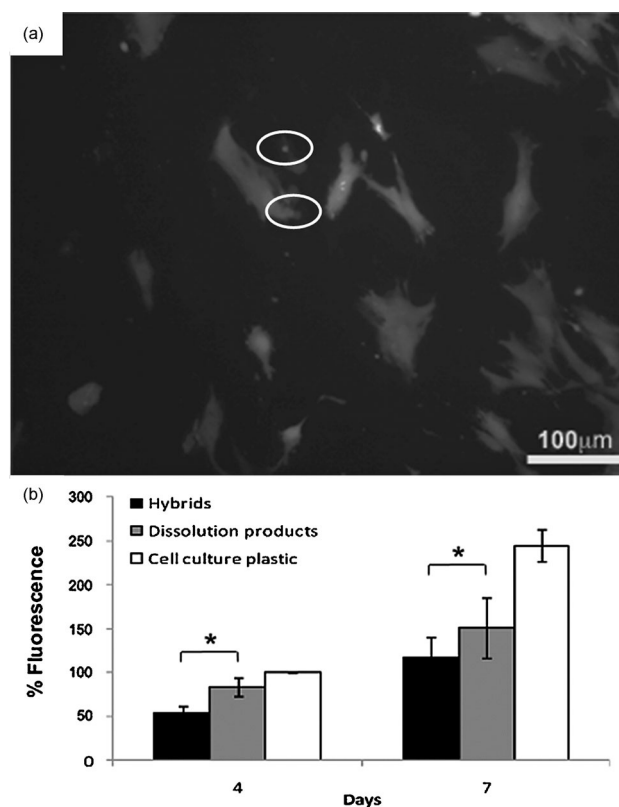 (a)
100μm
(b)
300
250
200
150
100
50
0
% Fluorescence
Hybrids
Dissolution products
Cell culture plastic
*
*
4
7
Days